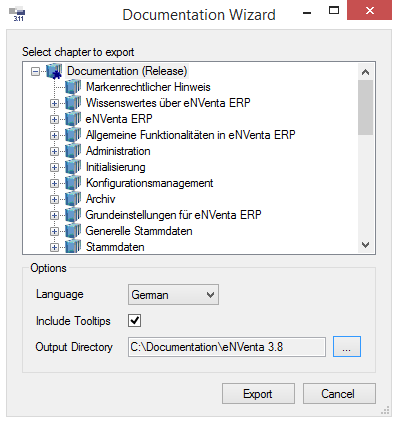 3.11
Documentation Wizard
Select chapter to export
Documentation (Release)
Markenrechtlicher Hinweis
Wissenswertes über eNVenta ERP
eNVenta ERP
Allgemeine Funktionalitäten in eNVenta ERP
Administration
Initialisierung
Konfigurationsmanagement
Archiv
Grundeinstellungen für eNVenta ERP
Generelle Stammdaten
Stammdaten
Options
Language German
Include Tooltips
Output Directory C:\Documentation\eNVenta 3.8 ...
Export Cancel